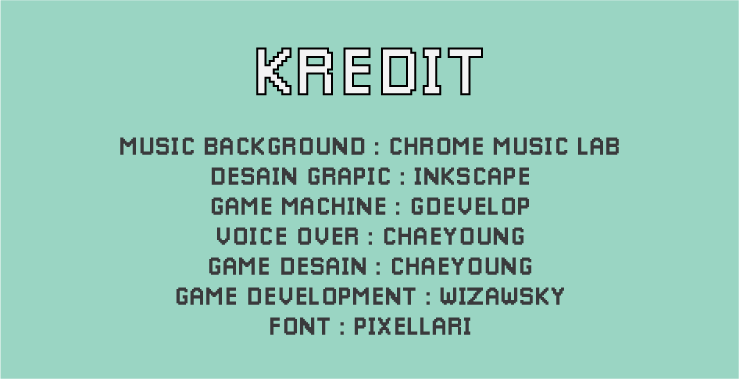 KREDIT
MUSIC BACKGROUND : CHROME MUSIC LAB
DESAIN GRAPIC : INKSCAPE
GAME MACHINE : GDEVELOP
VOICE OVER : CHAEYOUNG
GAME DESAIN : CHAEYOUNG
GAME DEVELOPMENT : WIZAWSKY
FONT : PIXELLARI